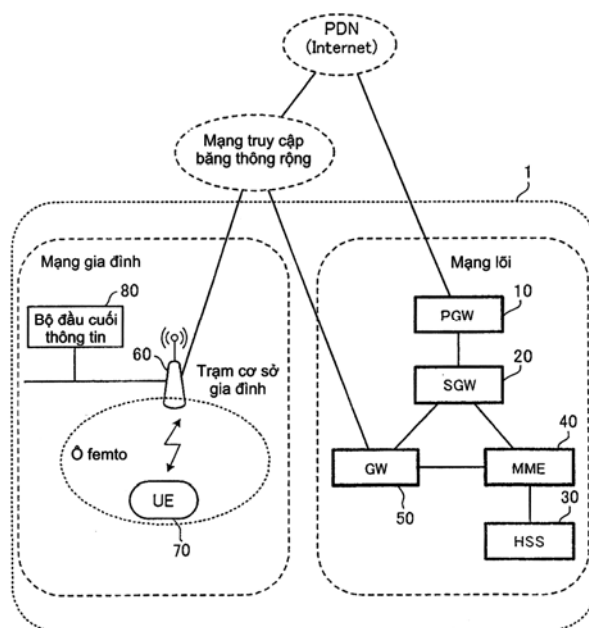 PDN
(Internet)
Mạng truy cập
băng thông rộng
1
Mạng gia đình
80
Bộ đầu cuối
thông tin
60
Trạm cơ sở
gia đình
Ô femto
UE
70
Mạng lõi
10
PGW
20
SGW
40
GW
MME
50
30
HSS